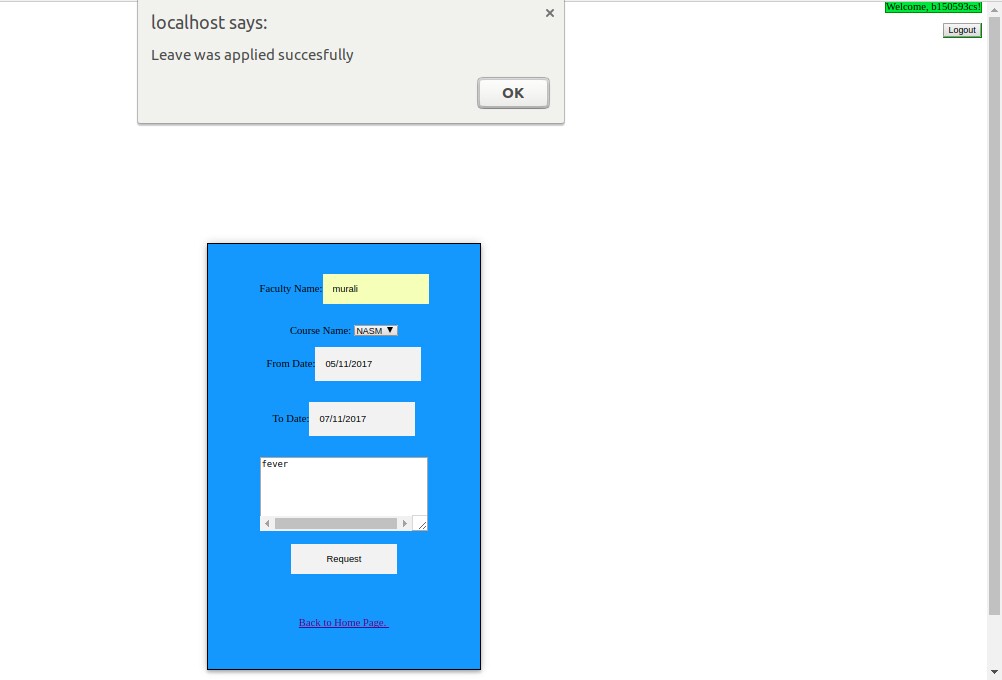 localhost says:
Leave was applied succesfully
OK
Welcome, b150593cs!
Logout
Faculty Name: murali
Course Name: NASM
From Date: 05/11/2017
To Date: 07/11/2017
fever
Request
Back to Home Page.